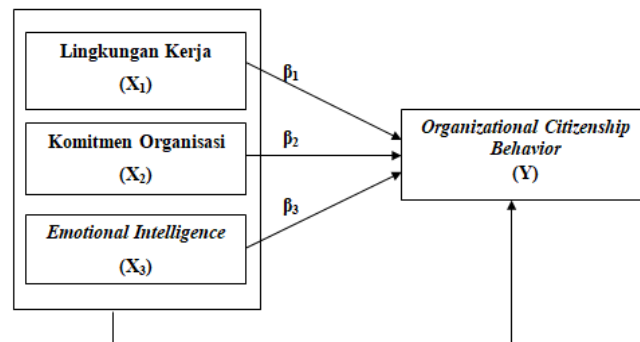 Lingkungan Kerja
(X₁)
β₁
Komitmen Organisasi
(X₂)
β₂
Emotional Intelligence
(X₃)
β₃
Organizational Citizenship
Behavior
(Y)